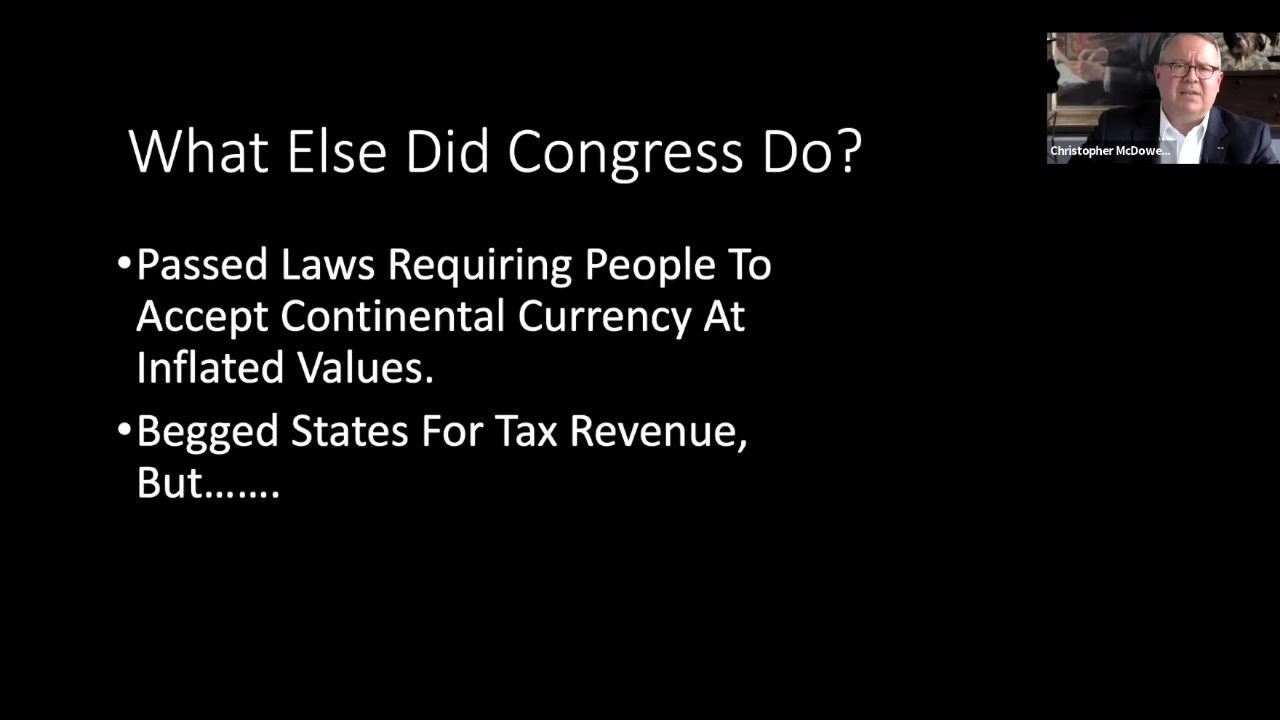 What Else Did Congress Do?
•Passed Laws Requiring People To
Accept Continental Currency At
Inflated Values.
•Begged States For Tax Revenue,
But.......
Christopher McDowe...